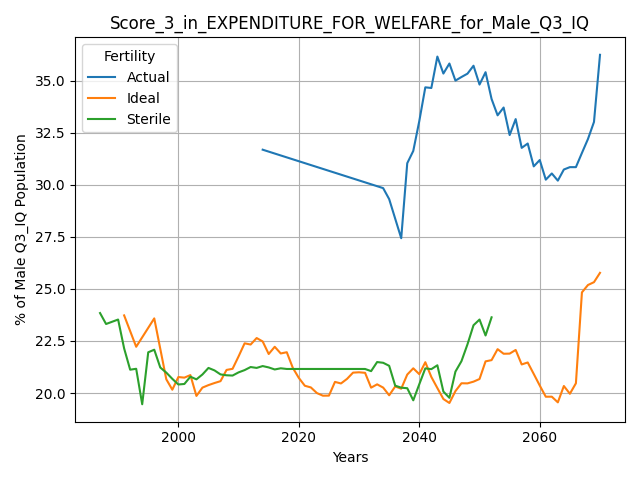 Score_3_in_EXPENDITURE_FOR_WELFARE_for_Male_Q3_IQ
Fertility
Actual
Ideal
Sterile
% of Male Q3_IQ Population
35.0
32.5
30.0
27.5
25.0
22.5
20.0
2000
2020
2040
2060
Years